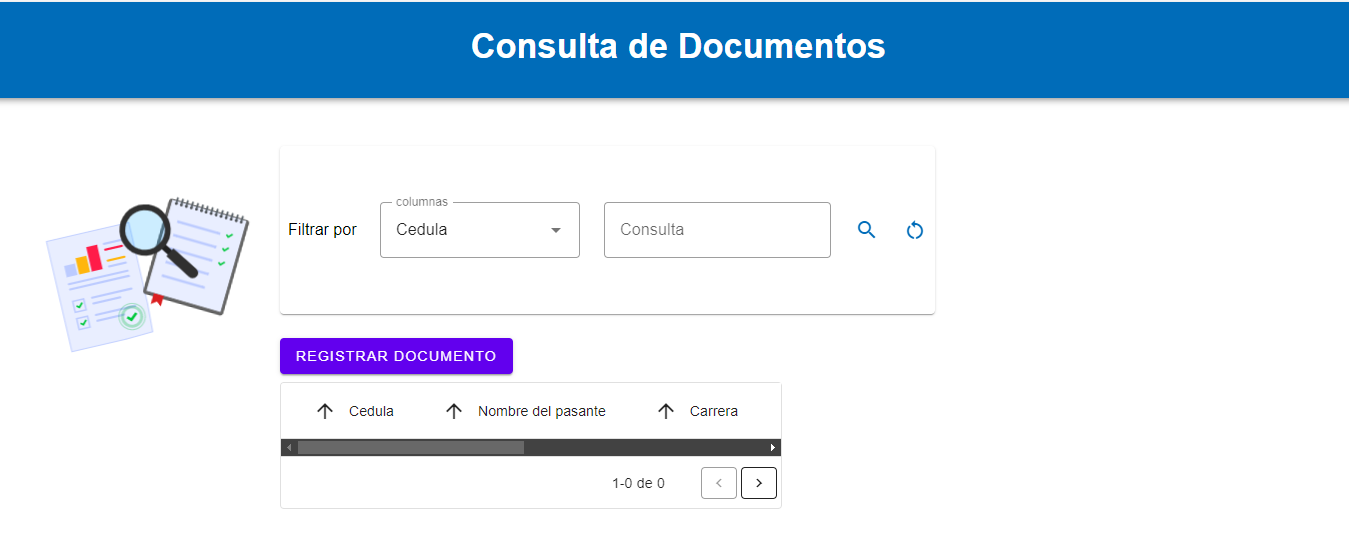 Consulta de Documentos
columnas
Filtrar por Cedula Consulta
REGISTRAR DOCUMENTO
Cedula Nombre del pasante Carrera
1-0 de 0